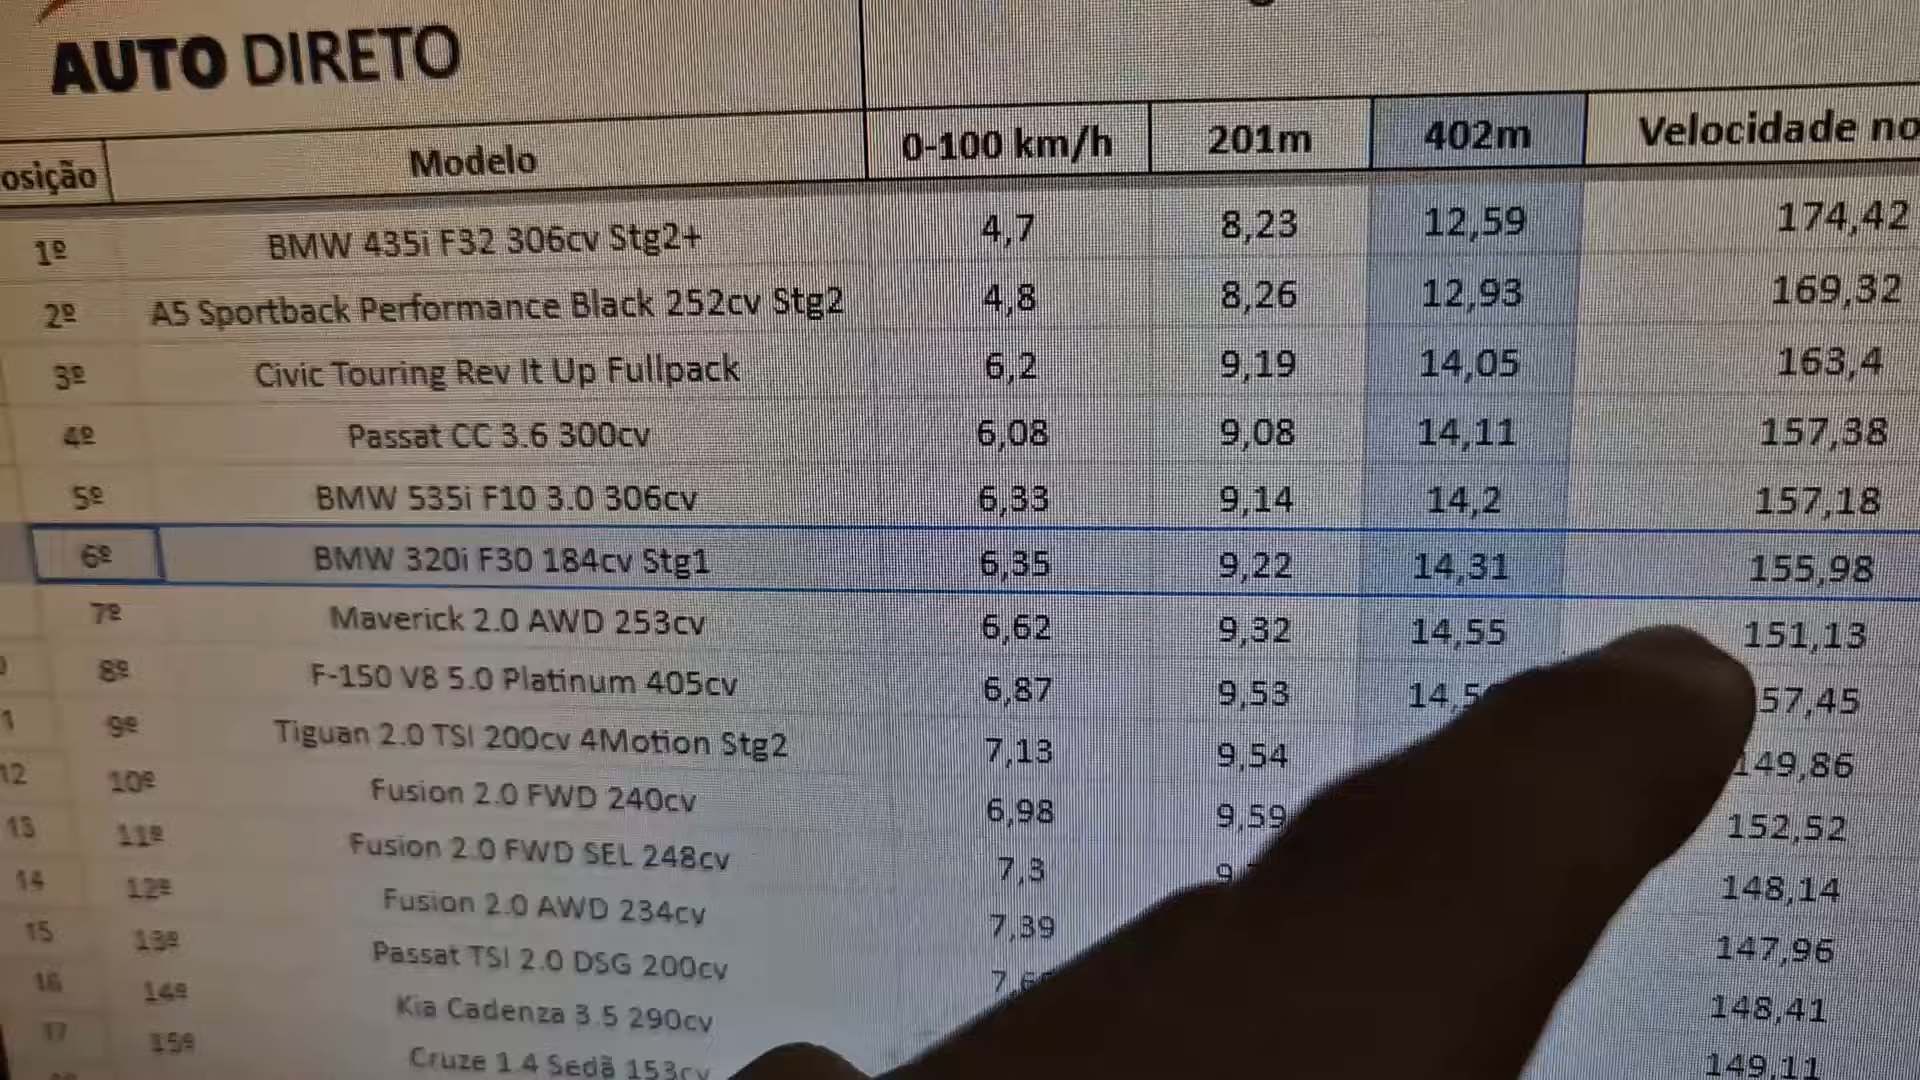 AUTO DIRETO
osição Modelo 0-100 km/h 201m 402m Velocidade no
1º BMW 435i F32 306cv Stg2+ 4,7 8,23 12,59 174,42
2º A5 Sportback Performance Black 252cv Stg2 4,8 8,26 12,93 169,32
3º Civic Touring Rev It Up Fullpack 6,2 9,19 14,05 163,4
4º Passat CC 3.6 300cv 6,08 9,08 14,11 157,38
5º BMW 535i F10 3.0 306cv 6,33 9,14 14,2 157,18
6º BMW 320i F30 184cv Stg1 6,35 9,22 14,31 155,98
7º Maverick 2.0 AWD 253cv 6,62 9,32 14,55 151,13
8º F-150 V8 5.0 Platinum 405cv 6,87 9,53 14,5 57,45
1 9º Tiguan 2.0 TSI 200cv 4Motion Stg2 7,13 9,54 149,86
12 10º Fusion 2.0 FWD 240cv 6,98 9,59 152,52
13 11º Fusion 2.0 FWD SEL 248cv 7,3 9, 148,14
14 12º Fusion 2.0 AWD 234cv 7,39 147,96
15 13º Passat TSI 2.0 DSG 200cv 7,6 148,41
16 14º Kia Cadenza 3.5 290cv 149,11
17 15º Cruze 1.4 Sedã 153cv